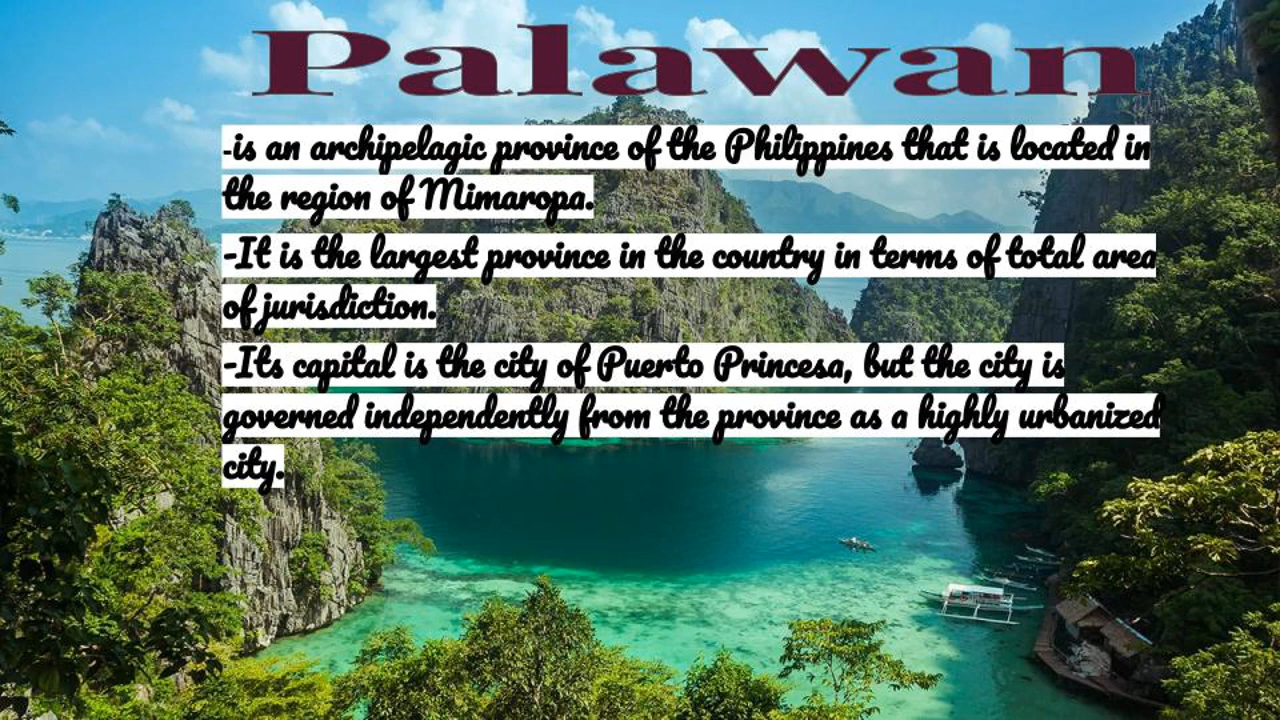 Palawan
-is an archipelagic province of the Philippines that is located in
the region of Mimaropa.
-It is the largest province in the country in terms of total area
of jurisdiction.
-Its capital is the city of Puerto Princesa, but the city is
governed independently from the province as a highly urbanized
city.